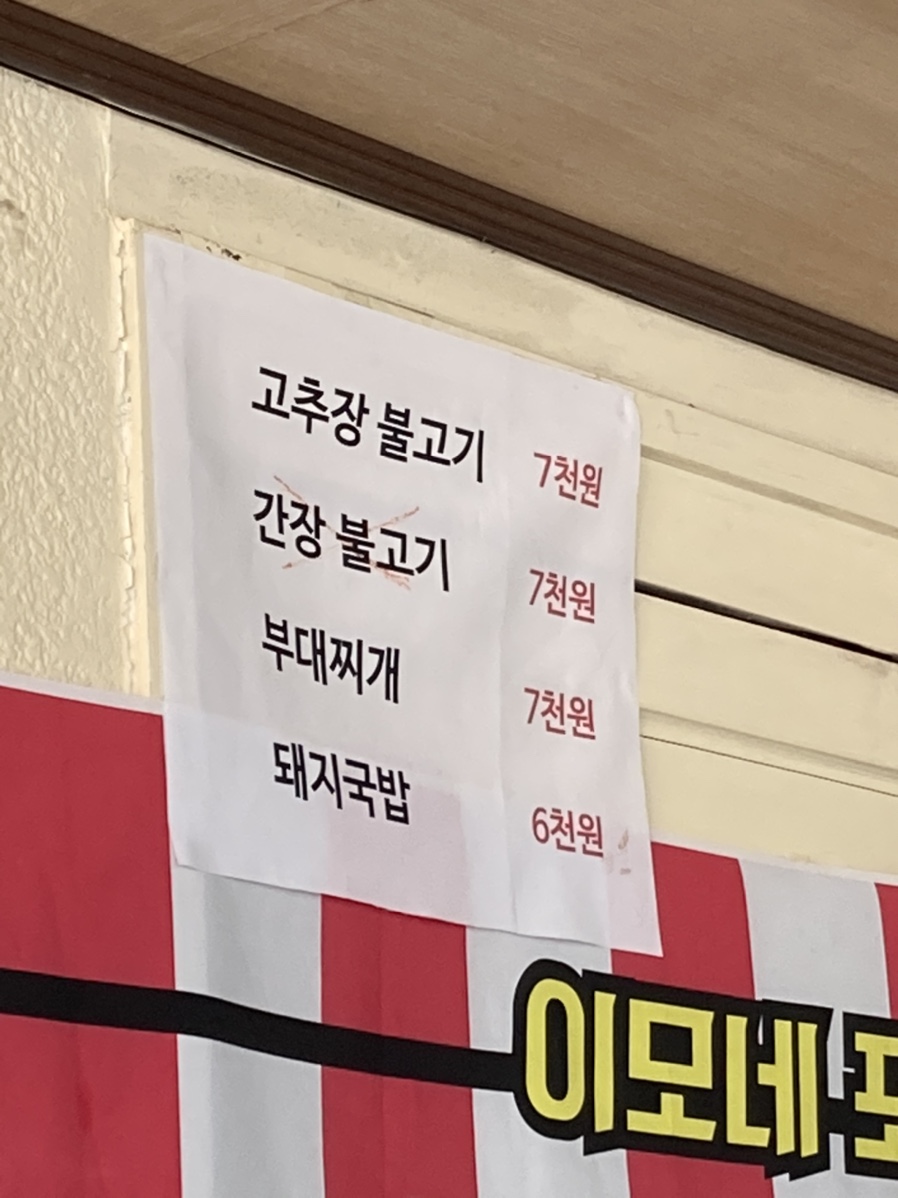 고추장 불고기 7천원
간장 불고기 7천원
부대찌개 7천원
돼지국밥 6천원
이모네